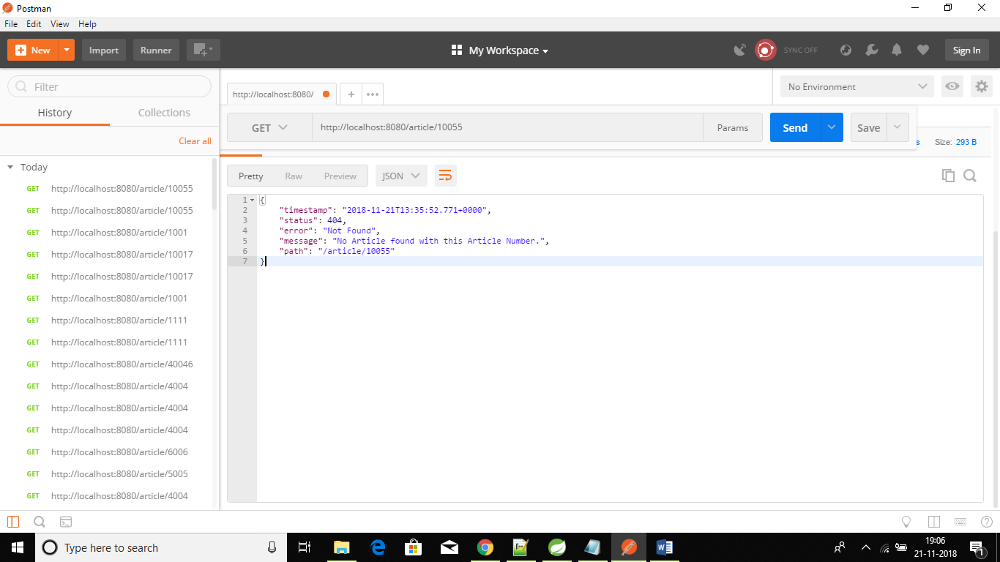 Postman
File Edit View Help
New
Import
Runner
My Workspace
SYNC OFF
Sign In
Filter
History
Collections
Clear all
Today
GET http://localhost:8080/article/10055
GET http://localhost:8080/article/10055
GET http://localhost:8080/article/1001
GET http://localhost:8080/article/10017
GET http://localhost:8080/article/10017
GET http://localhost:8080/article/1001
GET http://localhost:8080/article/1111
GET http://localhost:8080/article/1111
GET http://localhost:8080/article/40046
GET http://localhost:8080/article/4004
GET http://localhost:8080/article/4004
GET http://localhost:8080/article/4004
GET http://localhost:8080/article/6006
GET http://localhost:8080/article/5005
GET http://localhost:8080/article/4004
http://localhost:8080/
No Environment
GET
http://localhost:8080/article/10055
Params
Send
Save
s
Size: 293 B
Pretty
Raw
Preview
JSON
1 {
2 "timestamp": "2018-11-21T13:35:52.771+0000",
3 "status": 404,
4 "error": "Not Found",
5 "message": "No Article found with this Article Number.",
6 "path": "/article/10055"
7 }
Type here to search
19:06
21-11-2018
1